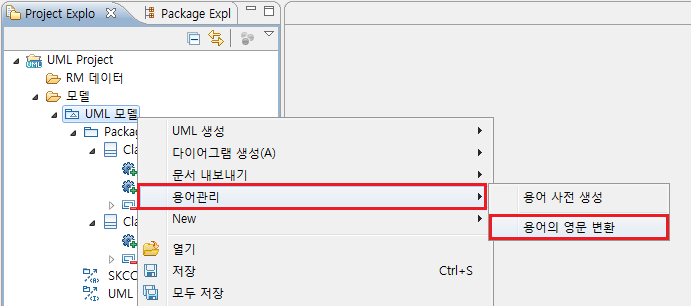 Project Explo
Package Expl
UML Project
RM 데이터
모델
UML 모델
Packag
Cla
Cla
SKCC
UML
UML 생성
다이어그램 생성(A)
문서 내보내기
용어관리
New
열기
저장 Ctrl+S
모두 저장
용어 사전 생성
용어의 영문 변환